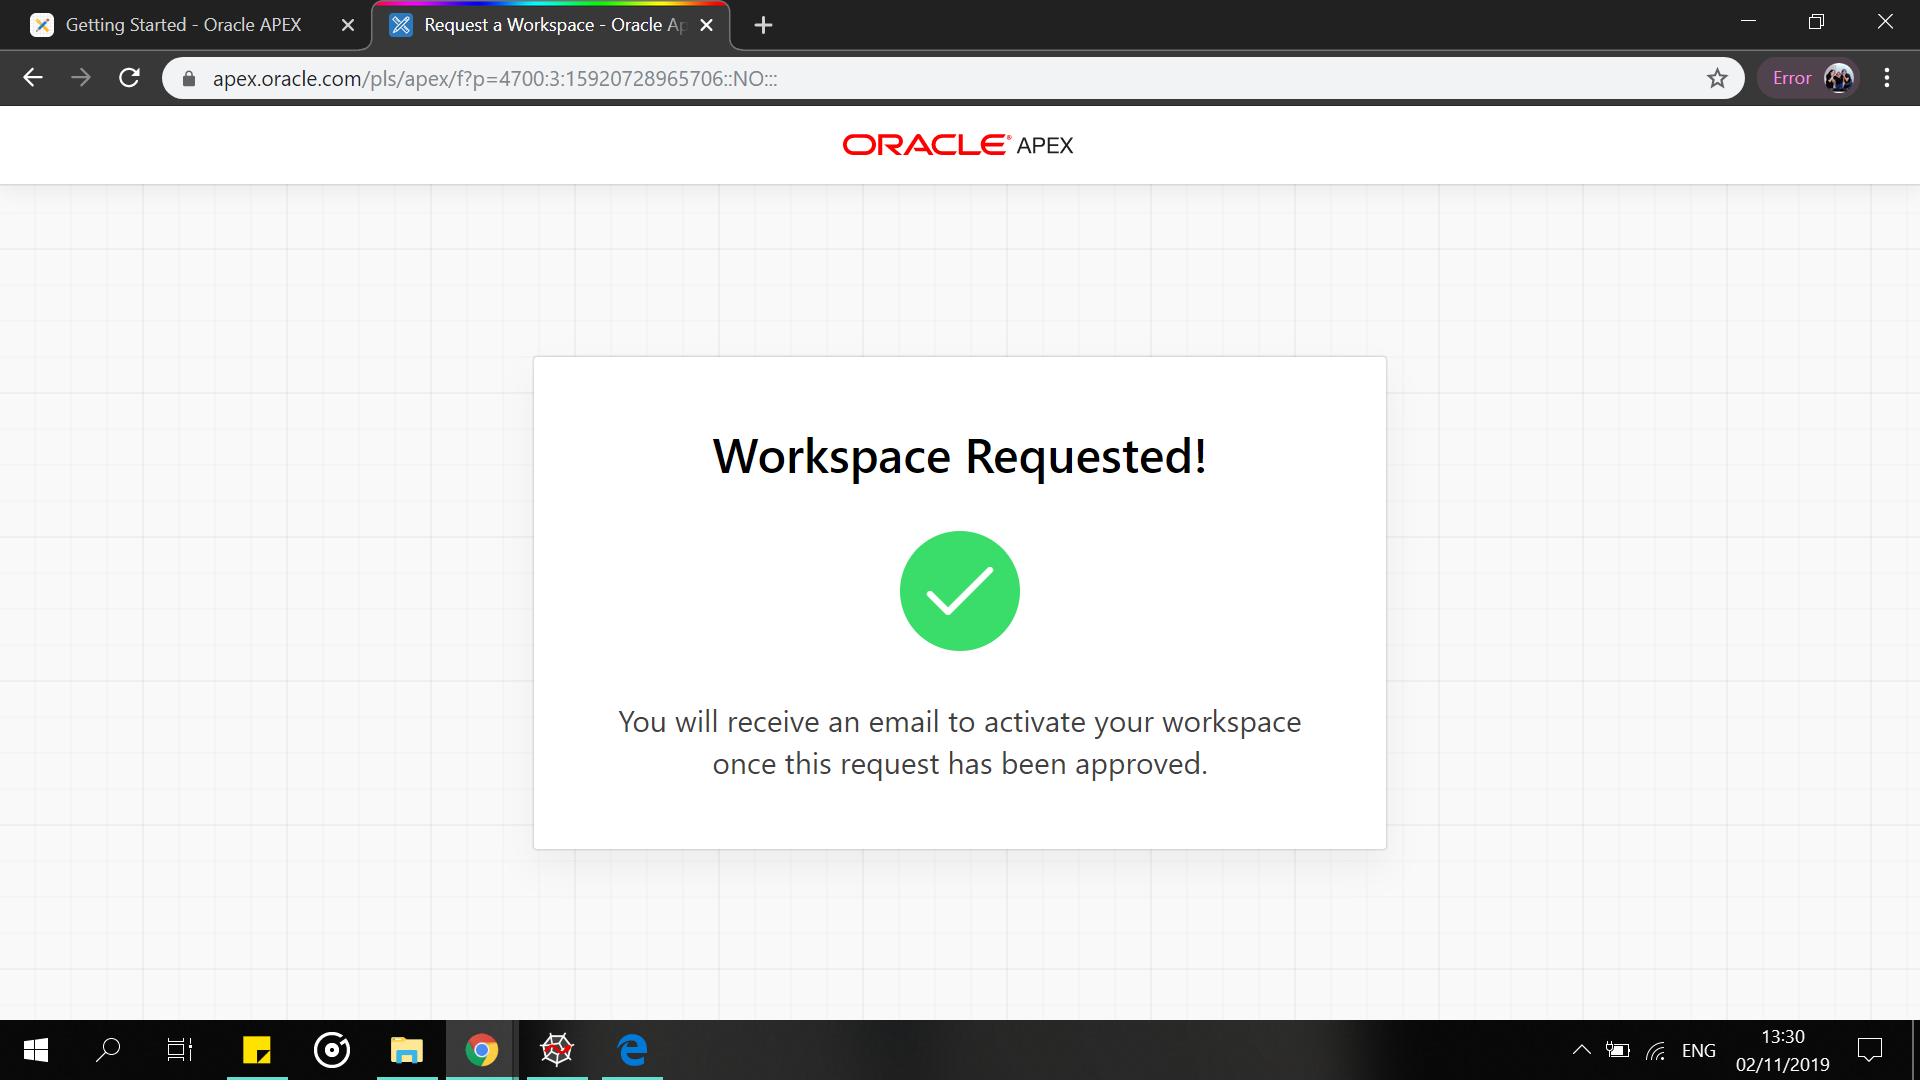 Getting Started - Oracle APEX
Request a Workspace - Oracle Ap
apex.oracle.com/pls/apex/f?p=4700:3:15920728965706::NO:::
Error
ORACLE® APEX
Workspace Requested!
You will receive an email to activate your workspace
once this request has been approved.
ENG
13:30
02/11/2019